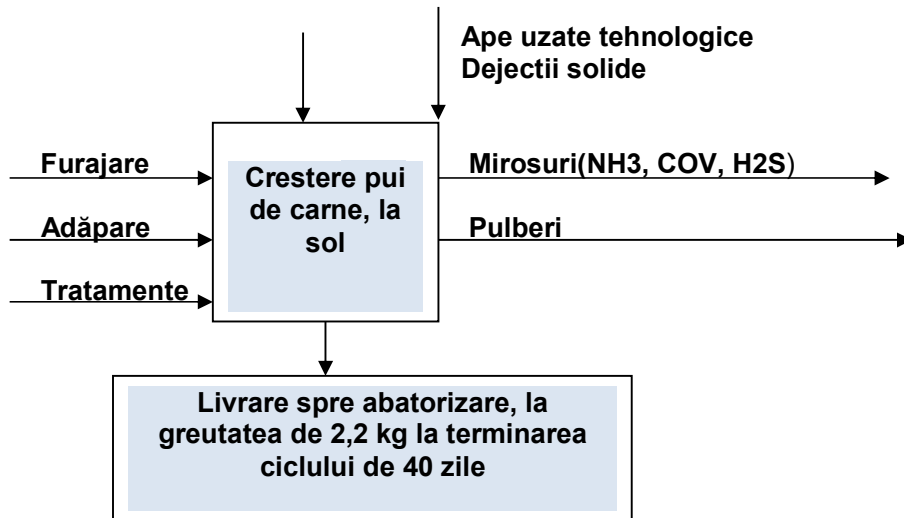 Ape uzate tehnologice
Dejectii solide
Furajare
Adăpare
Tratamente
Crestere pui
de carne, la
sol
Mirosuri(NH3, COV, H2S)
Pulberi
Livrare spre abatorizare, la
greutatea de 2,2 kg la terminarea
ciclului de 40 zile